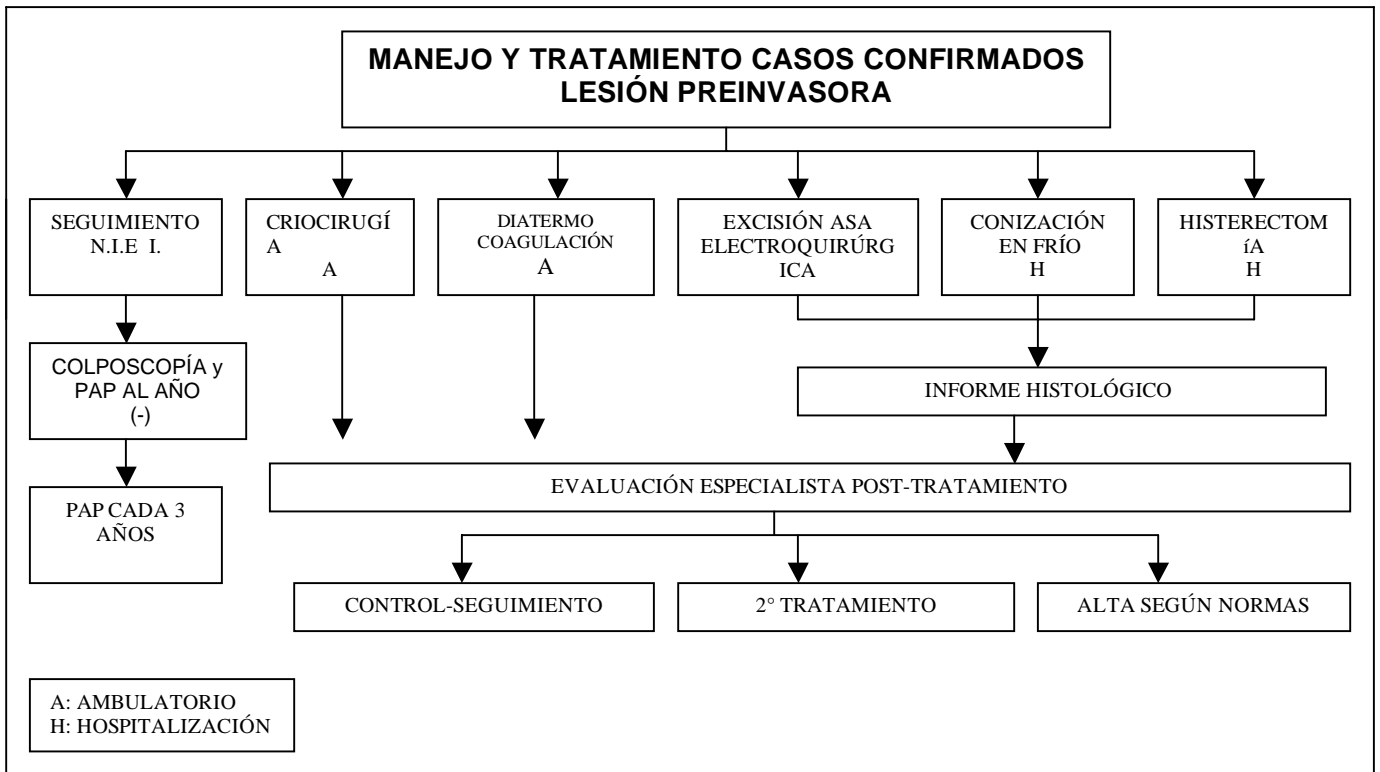 MANEJO Y TRATAMIENTO CASOS CONFIRMADOS
LESIÓN PREINVASORA
SEGUIMIENTO
N.I.E I.
CRIOCIRUGÍ
A
A
DIATERMO
COAGULACIÓN
A
EXCISIÓN ASA
ELECTROQUIRÚRG
ICA
CONIZACIÓN
EN FRÍO
H
HISTERECTOM
íA
H
COLPOSCOPÍA y
PAP AL AÑO
(-)
INFORME HISTOLÓGICO
EVALUACIÓN ESPECIALISTA POST-TRATAMIENTO
PAP CADA 3
AÑOS
CONTROL-SEGUIMIENTO
2° TRATAMIENTO
ALTA SEGÚN NORMAS
A: AMBULATORIO
H: HOSPITALIZACIÓN